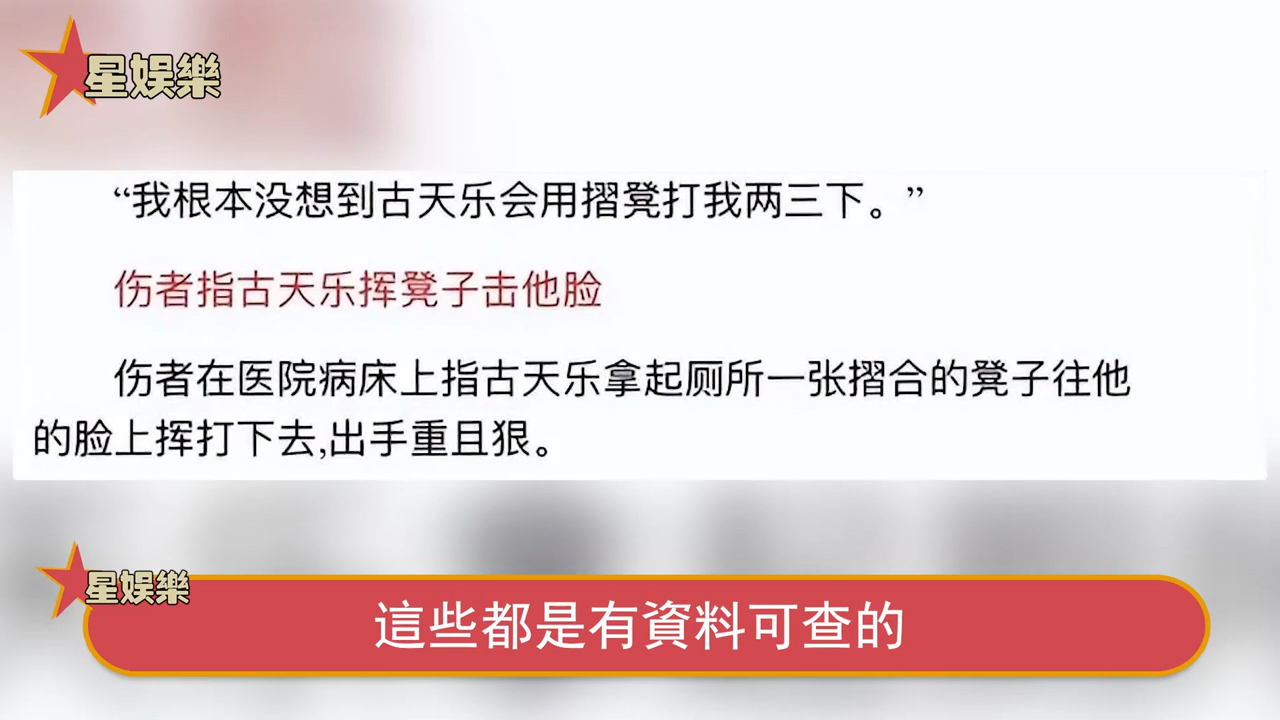 星娱樂
“我根本没想到古天乐会用摺凳打我两三下。”
伤者指古天乐挥凳子击他脸
伤者在医院病床上指古天乐拿起厕所一张摺合的凳子往他
的脸上挥打下去,出手重且狠。
星娱樂
這些都是有資料可查的